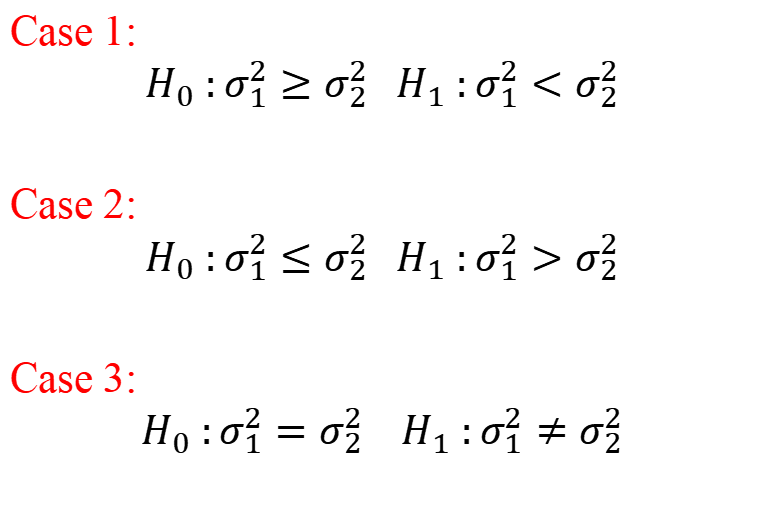 Case 1:
H₀ : σ₁² ≥ σ₂² H₁ : σ₁² < σ₂²
Case 2:
H₀ : σ₁² ≤ σ₂² H₁ : σ₁² > σ₂²
Case 3:
H₀ : σ₁² = σ₂² H₁ : σ₁² ≠ σ₂²